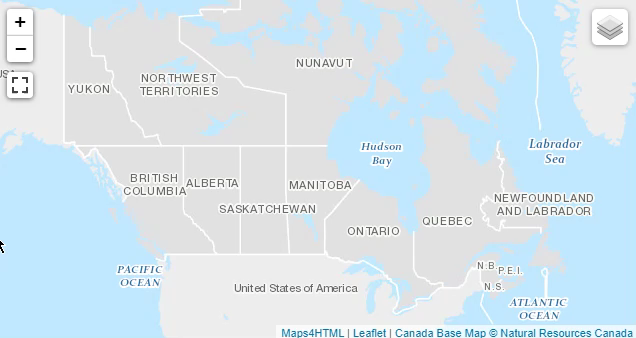 +
−
NUNAVUT
NORTHWEST
TERRITORIES
YUKON
Hudson
Bay
Labrador
Sea
BRITISH
COLUMBIA
ALBERTA
MANITOBA
SASKATCHEWAN
NEWFOUNDLAND
AND LABRADOR
QUEBEC
ONTARIO
N.B.
P.E.I.
N.S.
PACIFIC
OCEAN
United States of America
ATLANTIC
OCEAN
Maps4HTML | Leaflet | Canada Base Map © Natural Resources Canada